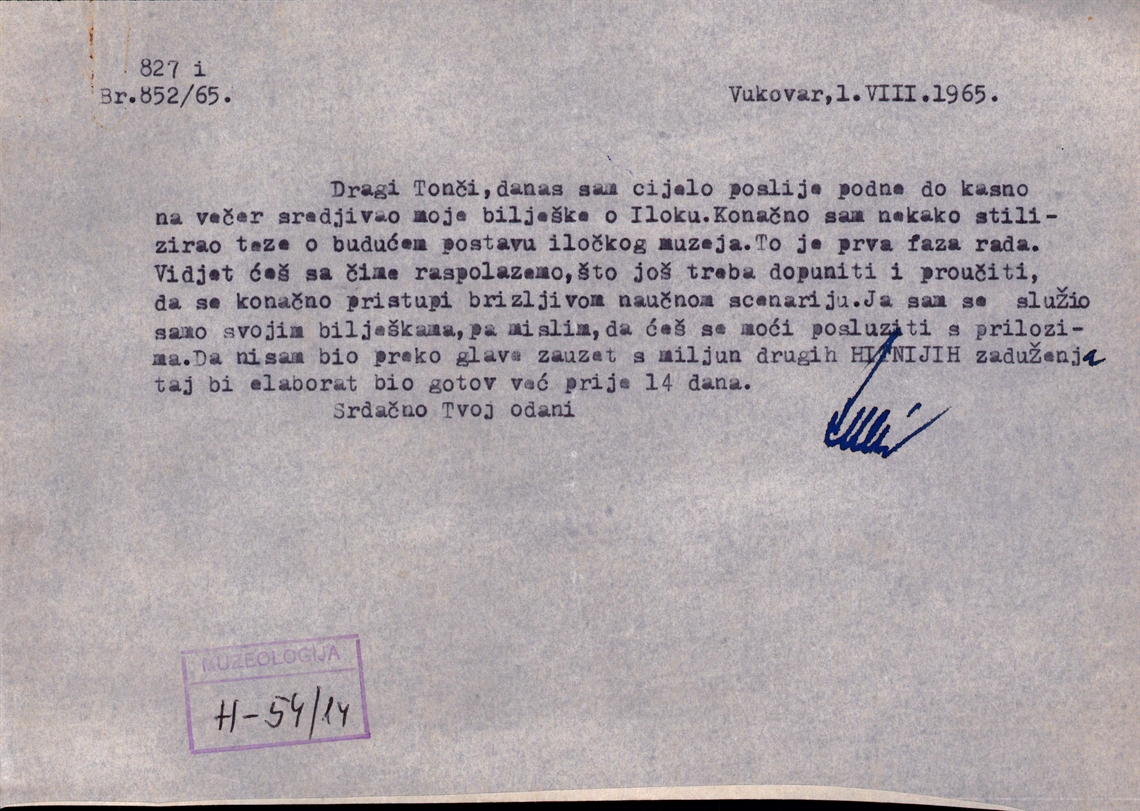 827 i
Br.852/65.
Vukovar,1.VIII.1965.
Dragi Tonči,danas sam cijelo poslije podne do kasno
na večer sredjivao moje bilješke o Iloku.Konačno sam nekako stili-
zirao teze o budućem postavu iločkog muzeja.To je prva faza rada.
Vidjet ćeš sa čime raspolazemo,što još treba dopuniti i proučiti,
da se konačno pristupi brizljivom naučnom scenariju.Ja sam se služio
samo svojim bilješkama,pa mislim,da ćeš se moći posluziti s prilozi-
ma.Da nisam bio preko glave zauzet s miljun drugih HITNIJIH zaduženja
taj bi elaborat bio gotov već prije 14 dana.
Srdačno Tvoj odani
MUZEOLOGIJA
H-54/14